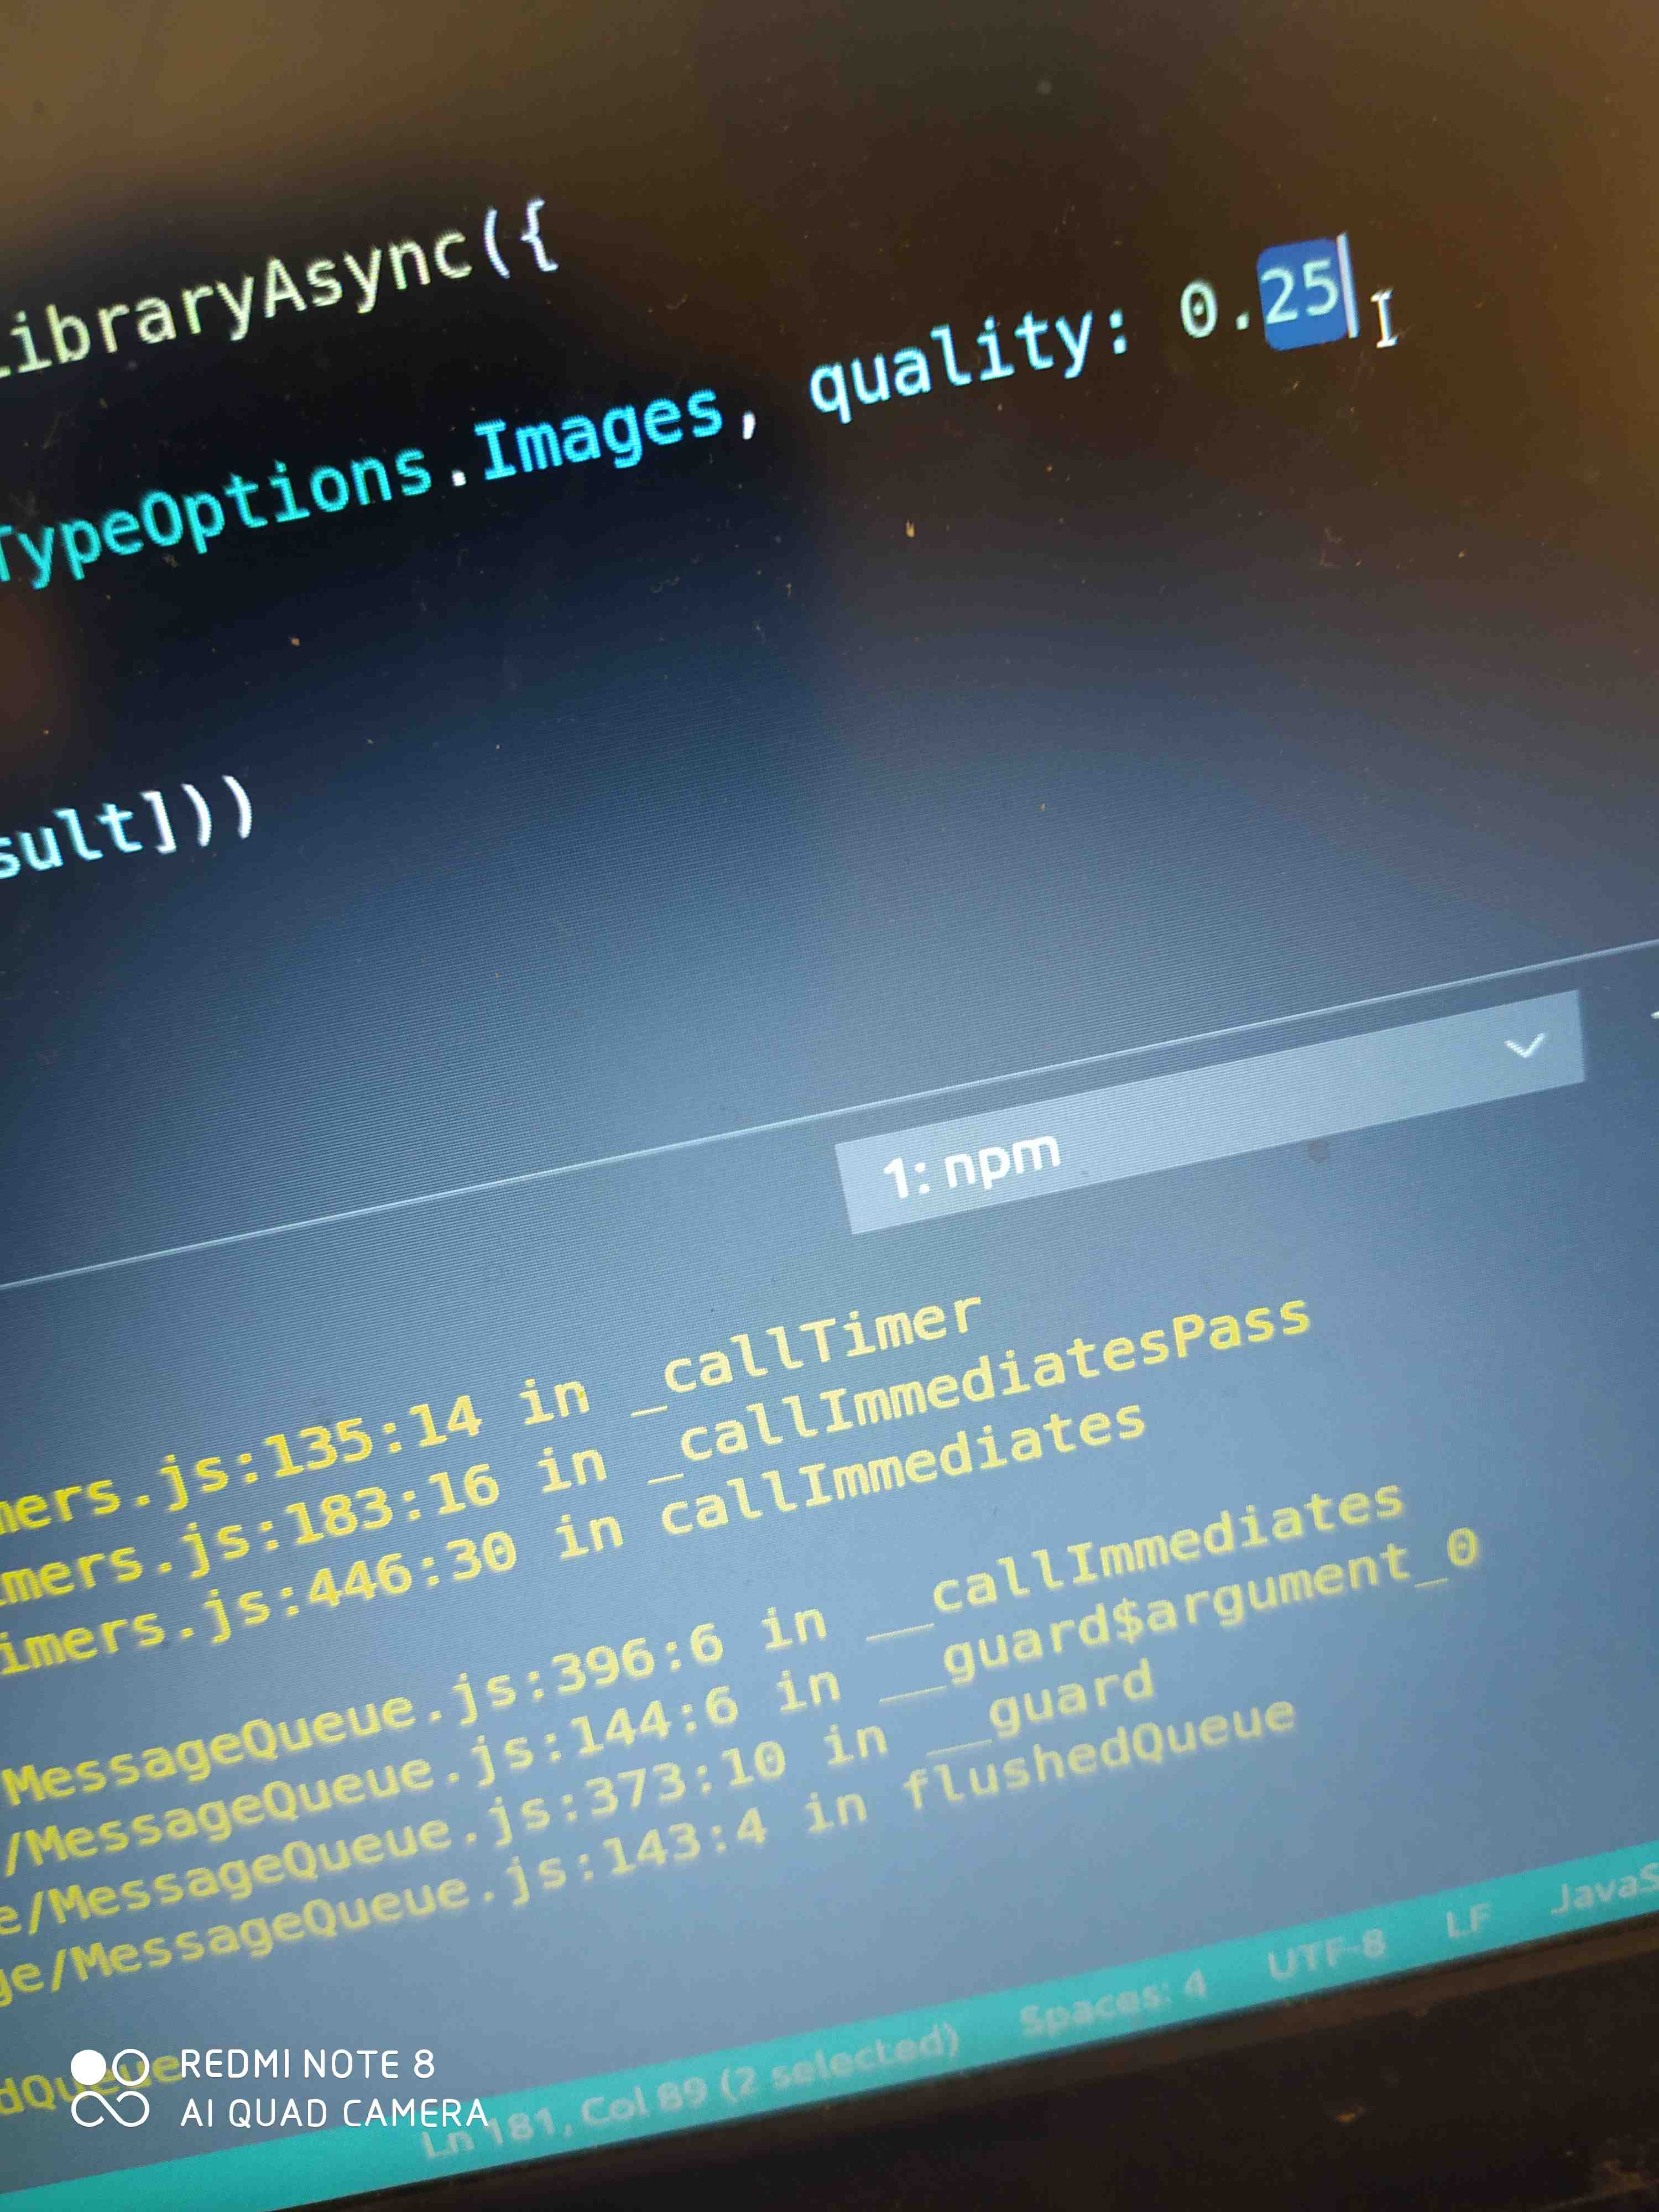 ibraryAsync({
TypeOptions.Images, quality: 0.25
sult]))
1: npm
mers.js:135:14 in _callTimer
mers.js:183:16 in _callImmediatesPass
imers.js:446:30 in callImmediates
MessageQueue.js:396:6 in __callImmediates
/MessageQueue.js:144:6 in __guard$argument_0
e/MessageQueue.js:373:10 in __guard
ge/MessageQueue.js:143:4 in flushedQueue
dQueue
Ln 181, Col 89 (2 selected) Spaces: 4 UTF-8 LF JavaS
REDMI NOTE 8
AI QUAD CAMERA